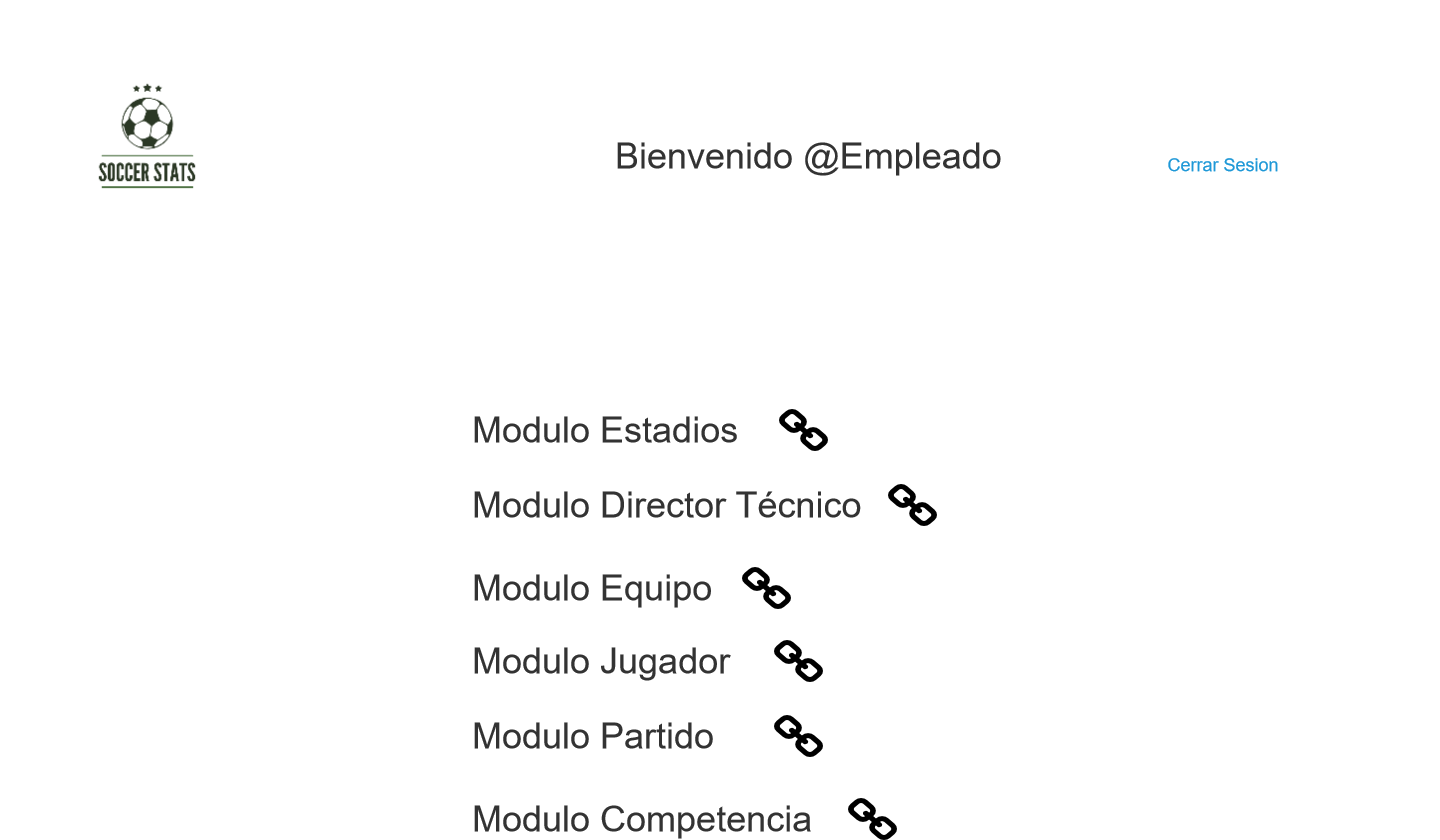 SOCCER STATS
Bienvenido @Empleado
Cerrar Sesion
Modulo Estadios
Modulo Director Técnico
Modulo Equipo
Modulo Jugador
Modulo Partido
Modulo Competencia